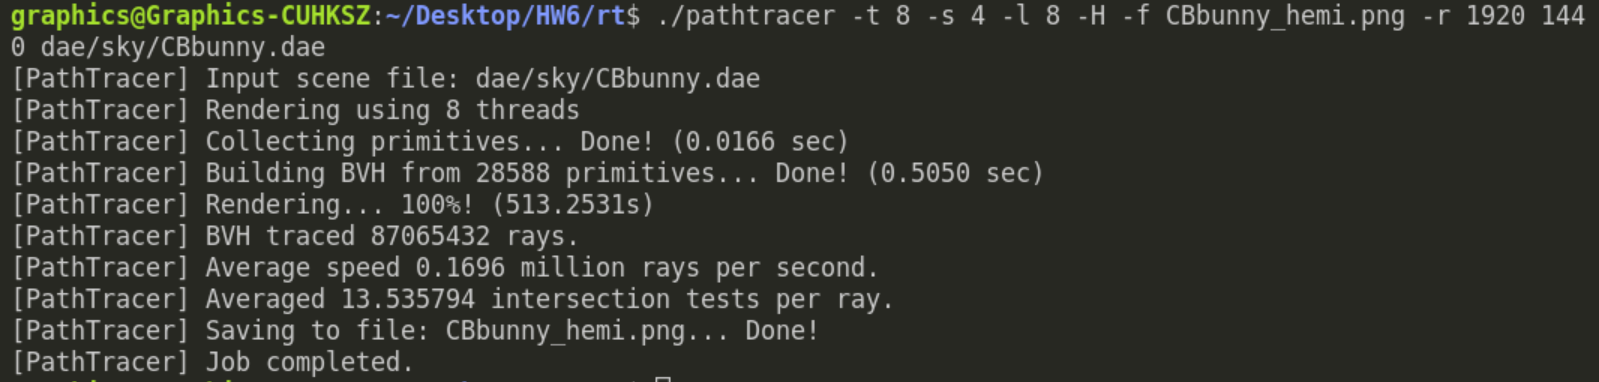 graphics@Graphics-CUHKSZ:~/Desktop/HW6/rt$ ./pathtracer -t 8 -s 4 -l 8 -H -f CBbunny_hemi.png -r 1920 144
0 dae/sky/CBbunny.dae
[PathTracer] Input scene file: dae/sky/CBbunny.dae
[PathTracer] Rendering using 8 threads
[PathTracer] Collecting primitives... Done! (0.0166 sec)
[PathTracer] Building BVH from 28588 primitives... Done! (0.5050 sec)
[PathTracer] Rendering... 100%! (513.2531s)
[PathTracer] BVH traced 87065432 rays.
[PathTracer] Average speed 0.1696 million rays per second.
[PathTracer] Averaged 13.535794 intersection tests per ray.
[PathTracer] Saving to file: CBbunny_hemi.png... Done!
[PathTracer] Job completed.